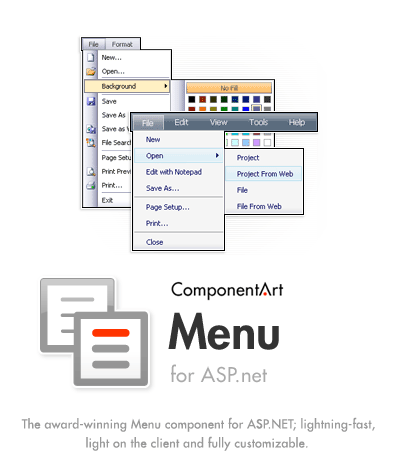 File Format
New...
Open...
Background
No Fill
Save
Save As
Save as W
File Searc
Page Setu
Print Prev
Print...
Exit
File Edit View Tools Help
New
Open
Edit with Notepad
Save As...
Page Setup...
Print...
Close
Project
Project From Web
File
File From Web
ComponentArt
Menu
for ASP.net
The award-winning Menu component for ASP.NET; lightning-fast,
light on the client and fully customizable.